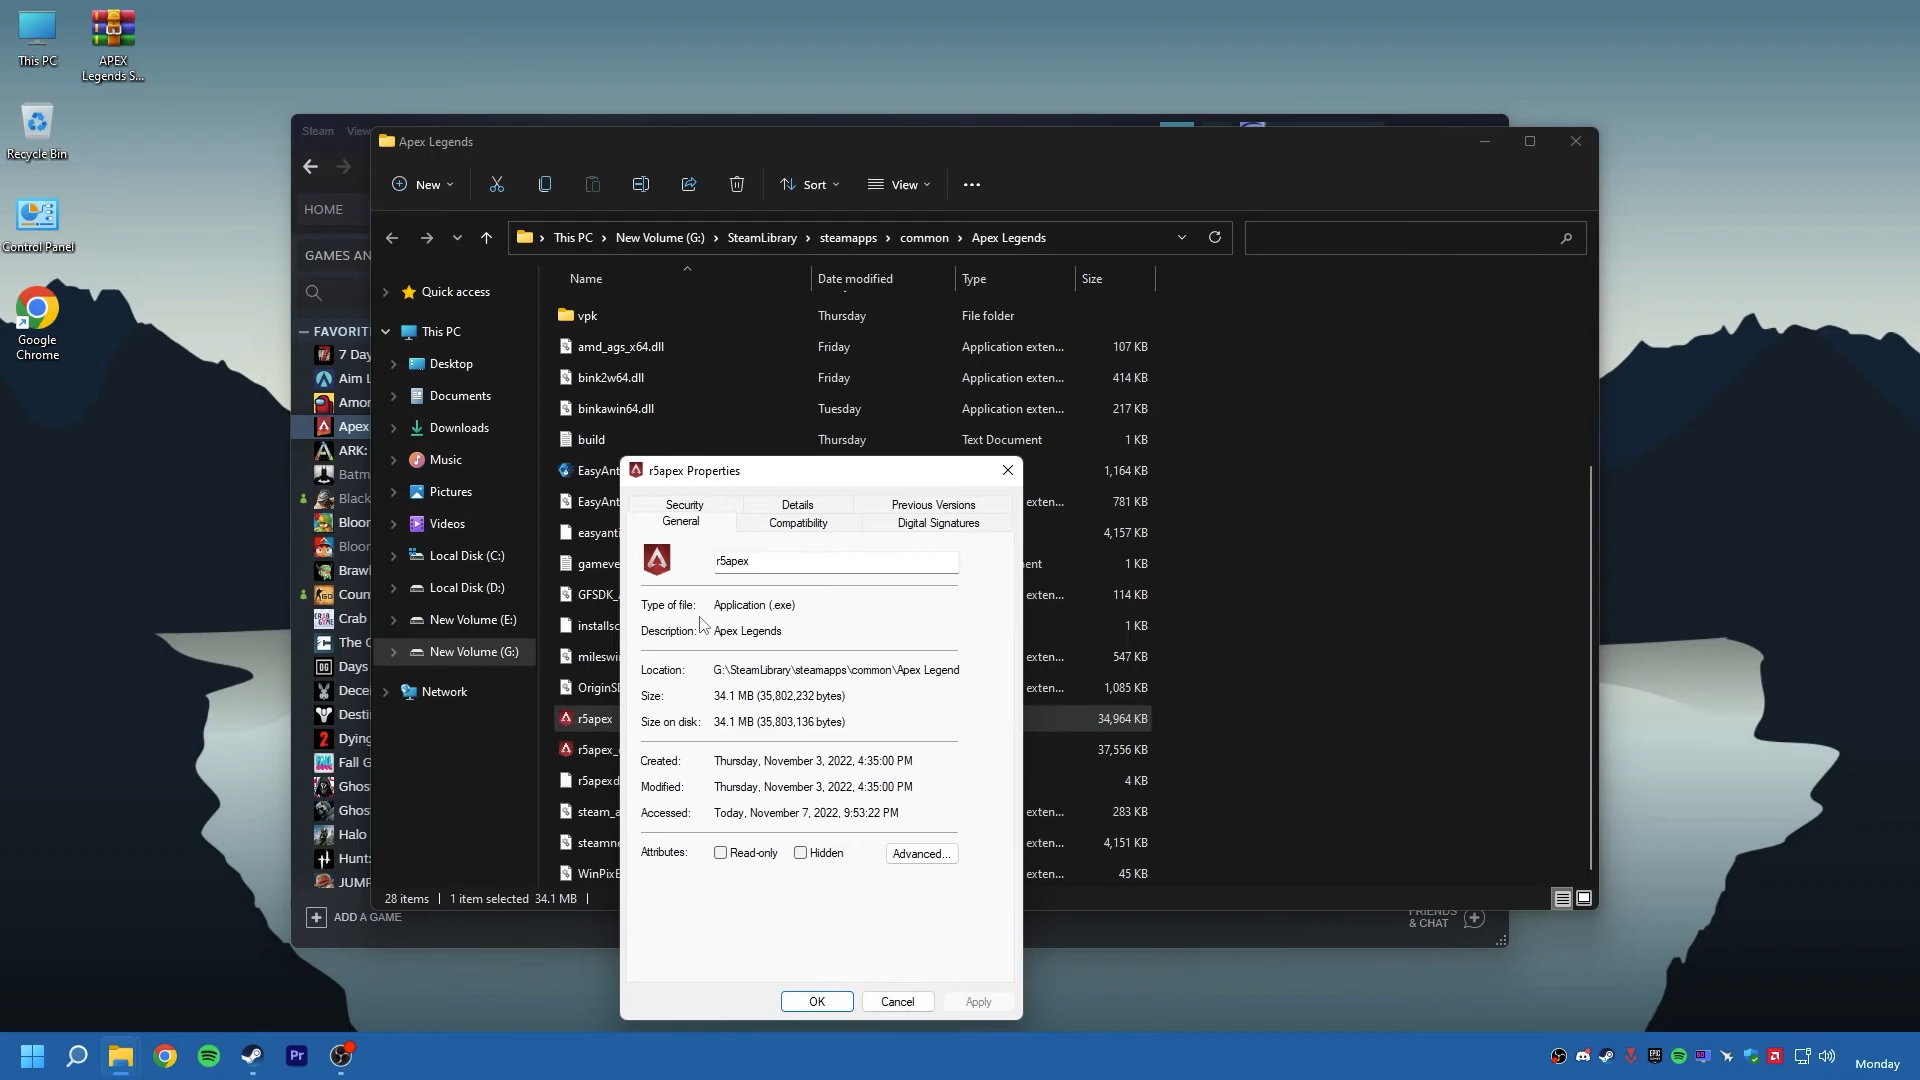 This PC
APEX
Legends S...
Recycle Bin
Control Panel
Google
Chrome
Steam
View
HOME
GAMES AN
FAVORIT
7 Day
Aim L
Amor
Apex
ARK:
Batm
Black
Bloor
Bloor
Brawl
Coun
Crab
The C
Days
Dece
Desti
Dying
Fall G
Ghos
Ghos
Halo
Hunt:
JUMP
ADD A GAME
FRIENDS
& CHAT
Apex Legends
New
Sort
View
This PC > New Volume (G:) > SteamLibrary > steamapps > common > Apex Legends
Quick access
This PC
Desktop
Documents
Downloads
Music
Pictures
Videos
Local Disk (C:)
Local Disk (D:)
New Volume (E:)
New Volume (G:)
Network
Name Date modified Type Size
vpk Thursday File folder
amd_ags_x64.dll Friday Application exten... 107 KB
bink2w64.dll Friday Application exten... 414 KB
binkawin64.dll Tuesday Application exten... 217 KB
build Thursday Text Document 1 KB
EasyAnt 1,164 KB
EasyAnt exten... 781 KB
easyanti 4,157 KB
gameve ent 1 KB
GFSDK_ exten... 114 KB
installsc 1 KB
mileswi exten... 547 KB
OriginS exten... 1,085 KB
r5apex 34,964 KB
r5apex_ 37,556 KB
r5apexd 4 KB
steam_a exten... 283 KB
steamne exten... 4,151 KB
WinPixE exten... 45 KB
28 items 1 item selected 34.1 MB
r5apex Properties
Security Details Previous Versions
General Compatibility Digital Signatures
r5apex
Type of file: Application (.exe)
Description: Apex Legends
Location: G:\SteamLibrary\steamapps\common\Apex Legend
Size: 34.1 MB (35,802,232 bytes)
Size on disk: 34.1 MB (35,803,136 bytes)
Created: Thursday, November 3, 2022, 4:35:00 PM
Modified: Thursday, November 3, 2022, 4:35:00 PM
Accessed: Today, November 7, 2022, 9:53:22 PM
Attributes: Read-only Hidden Advanced...
OK Cancel Apply
Pr
Monday